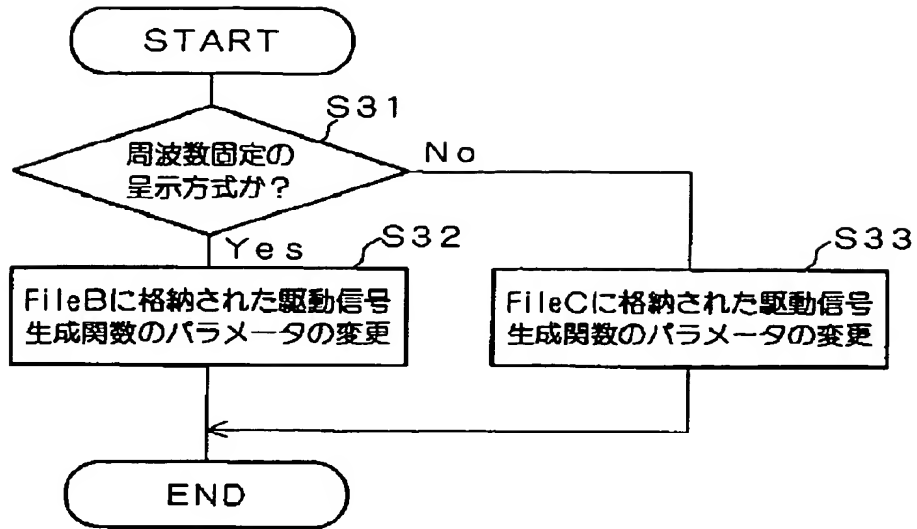 START
S31
周波数固定の
呈示方式か？
No
Yes
S32
FileBに格納された駆動信号
生成関数のパラメータの変更
S33
FileCに格納された駆動信号
生成関数のパラメータの変更
END